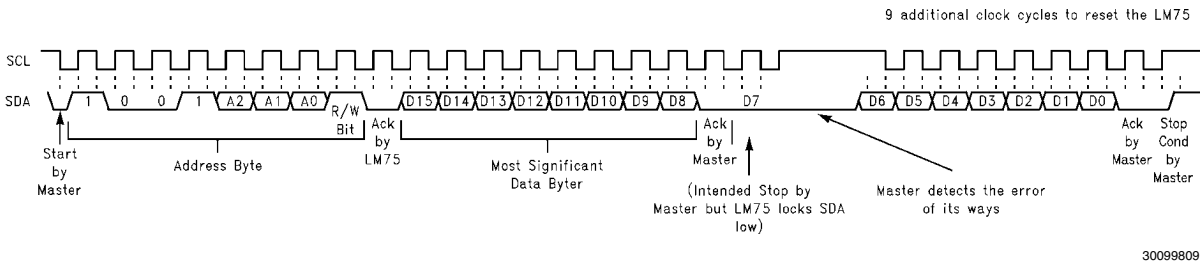 9 additional clock cycles to reset the LM75
SCL
SDA
1 0 0 1 A2 A1 A0 R/W Bit
D15 D14 D13 D12 D11 D10 D9 D8
D7
D6 D5 D4 D3 D2 D1 D0
Start
by
Master
Address Byte
Ack
by
LM75
Most Significant
Data Byter
Ack
by
Master
(Intended Stop by
Master but LM75 locks SDA
low)
Master detects the error
of its ways
Ack
by
Master
Stop
Cond
by
Master
30099809